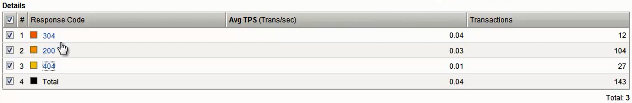 Details
# Response Code Avg TPS (Trans/sec) Transactions
1 304 0.04 12
2 200 0.03 104
3 404 0.01 27
4 Total 0.04 143
Total: 3